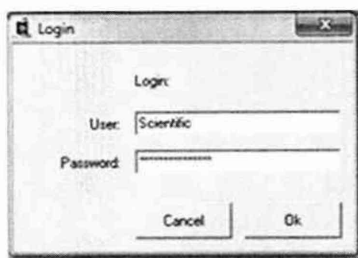 Login
Login:
User: Scientific
Password: ***************
Cancel Ok